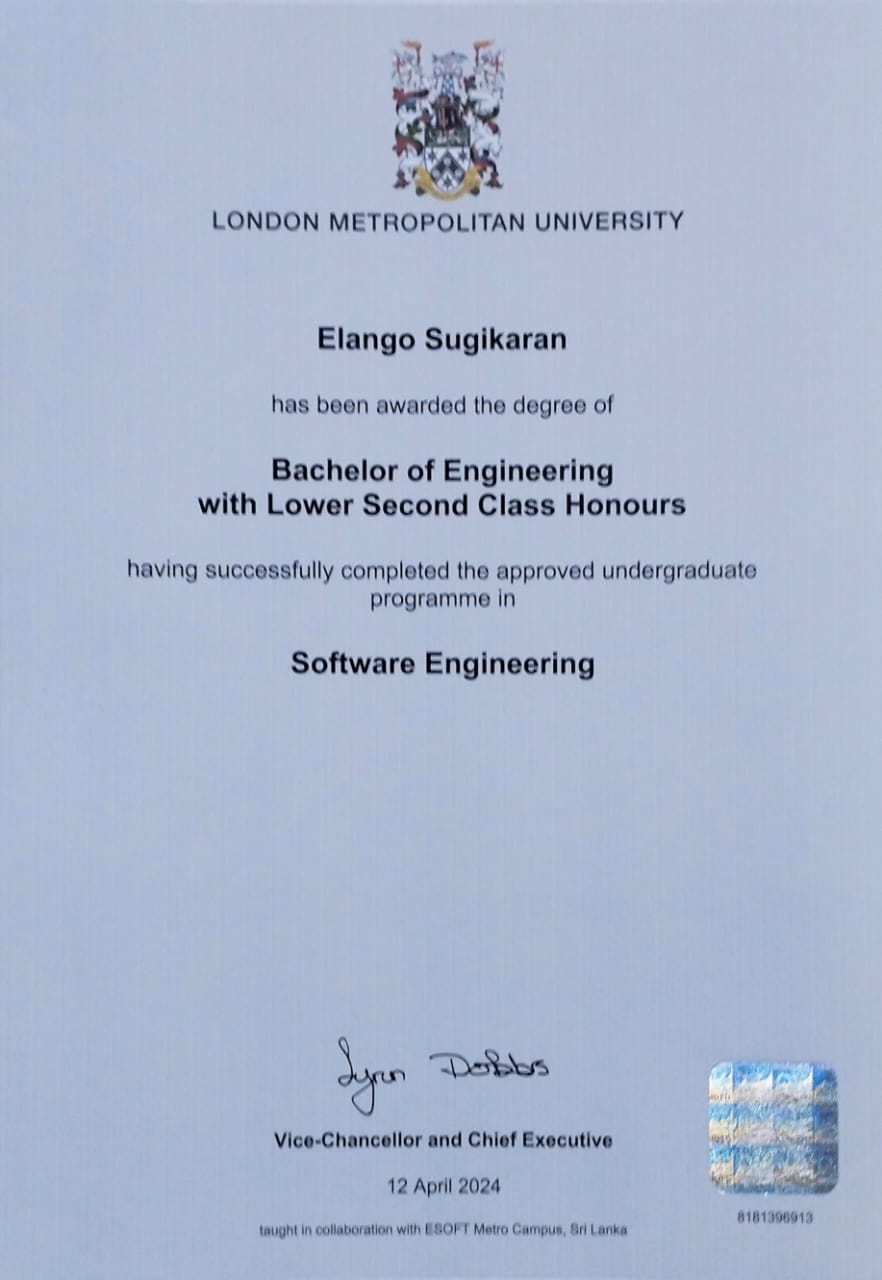 LONDON METROPOLITAN UNIVERSITY
Elango Sugikaran
has been awarded the degree of
Bachelor of Engineering
with Lower Second Class Honours
having successfully completed the approved undergraduate
programme in
Software Engineering
Lynn Dobbs
Vice-Chancellor and Chief Executive
12 April 2024
8181396913
taught in collaboration with ESOFT Metro Campus, Sri Lanka